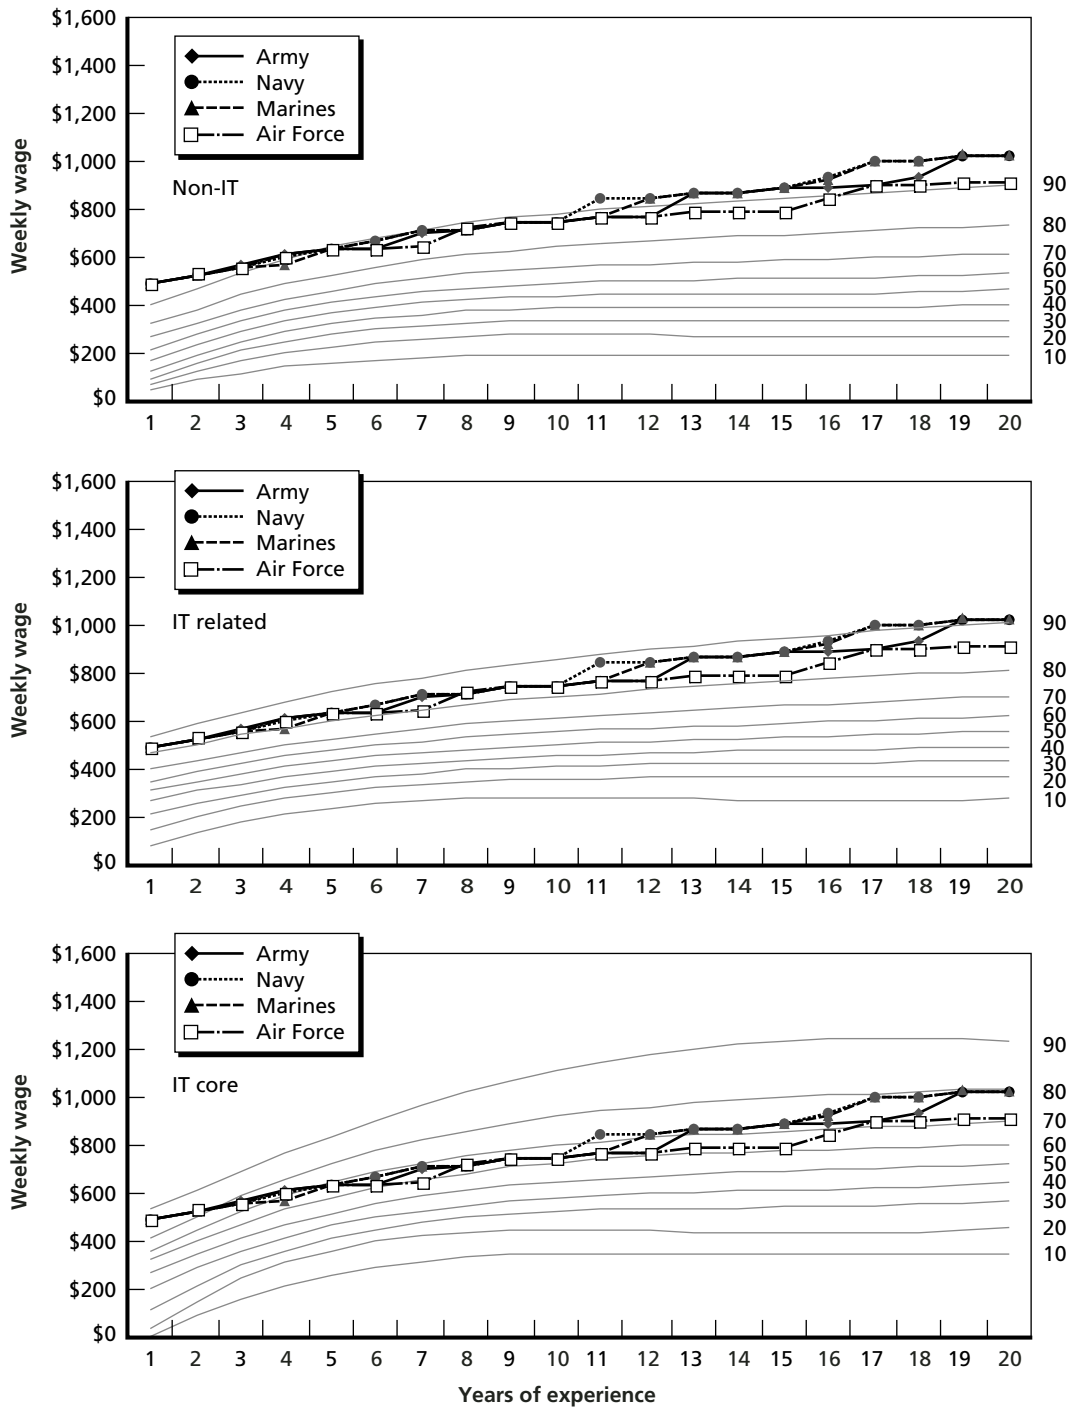 $1,600
$1,400
$1,200
$1,000
$800
$600
$400
$200
$0
Weekly wage
Army
Navy
Marines
Air Force
Non-IT
90
80
70
60
50
40
30
20
10
1 2 3 4 5 6 7 8 9 10 11 12 13 14 15 16 17 18 19 20
$1,600
$1,400
$1,200
$1,000
$800
$600
$400
$200
$0
Weekly wage
Army
Navy
Marines
Air Force
IT related
90
80
70
60
50
40
30
20
10
1 2 3 4 5 6 7 8 9 10 11 12 13 14 15 16 17 18 19 20
$1,600
$1,400
$1,200
$1,000
$800
$600
$400
$200
$0
Weekly wage
Army
Navy
Marines
Air Force
IT core
90
80
70
60
50
40
30
20
10
1 2 3 4 5 6 7 8 9 10 11 12 13 14 15 16 17 18 19 20
Years of experience